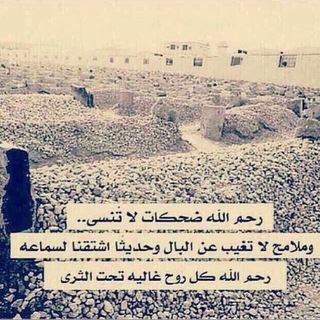 رحم الله ضحكات لا تنسى..
وملامح لا تغيب عن البال وحديثا اشتقنا لسماعه
رحم الله كل روح غاليه تحت الثرى